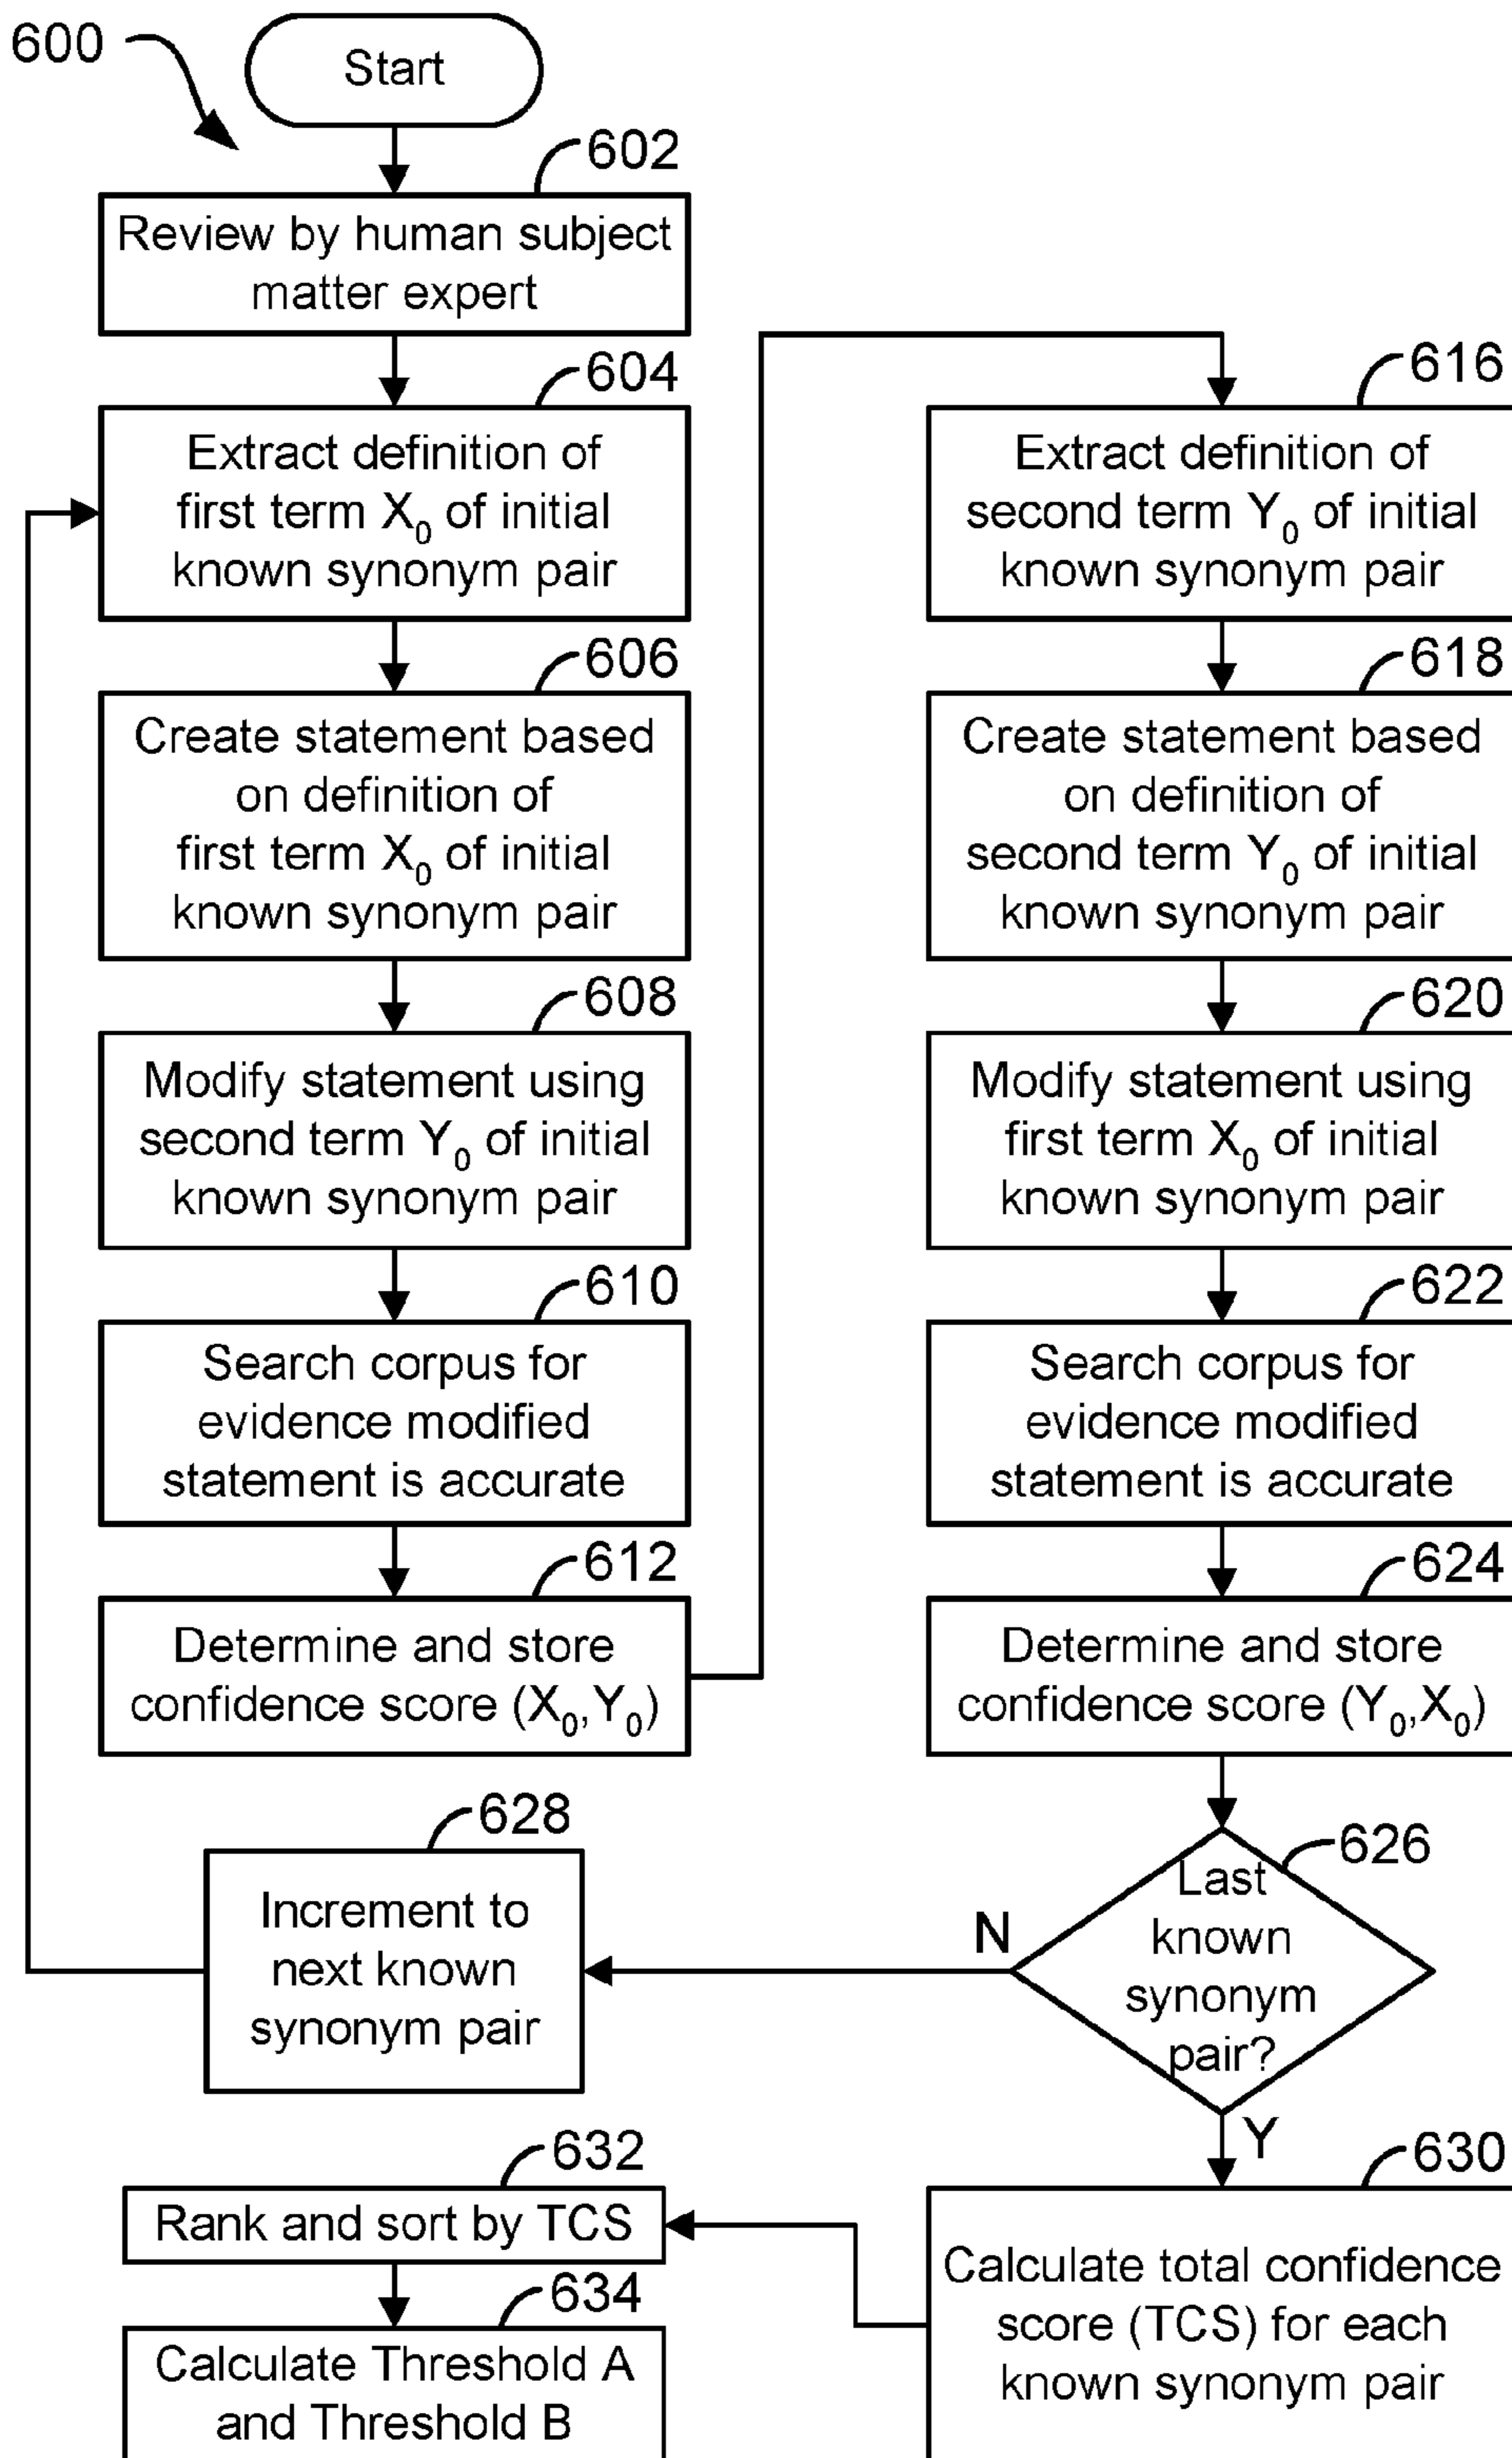 600
Start
602
Review by human subject
matter expert
604
Extract definition of
first term X₀ of initial
known synonym pair
606
Create statement based
on definition of
first term X₀ of initial
known synonym pair
608
Modify statement using
second term Y₀ of initial
known synonym pair
610
Search corpus for
evidence modified
statement is accurate
612
Determine and store
confidence score (X₀,Y₀)
616
Extract definition of
second term Y₀ of initial
known synonym pair
618
Create statement based
on definition of
second term Y₀ of initial
known synonym pair
620
Modify statement using
first term X₀ of initial
known synonym pair
622
Search corpus for
evidence modified
statement is accurate
624
Determine and store
confidence score (Y₀,X₀)
626
Last
known
synonym
pair?
N
628
Increment to
next known
synonym pair
Y
630
Calculate total confidence
score (TCS) for each
known synonym pair
632
Rank and sort by TCS
634
Calculate Threshold A
and Threshold B